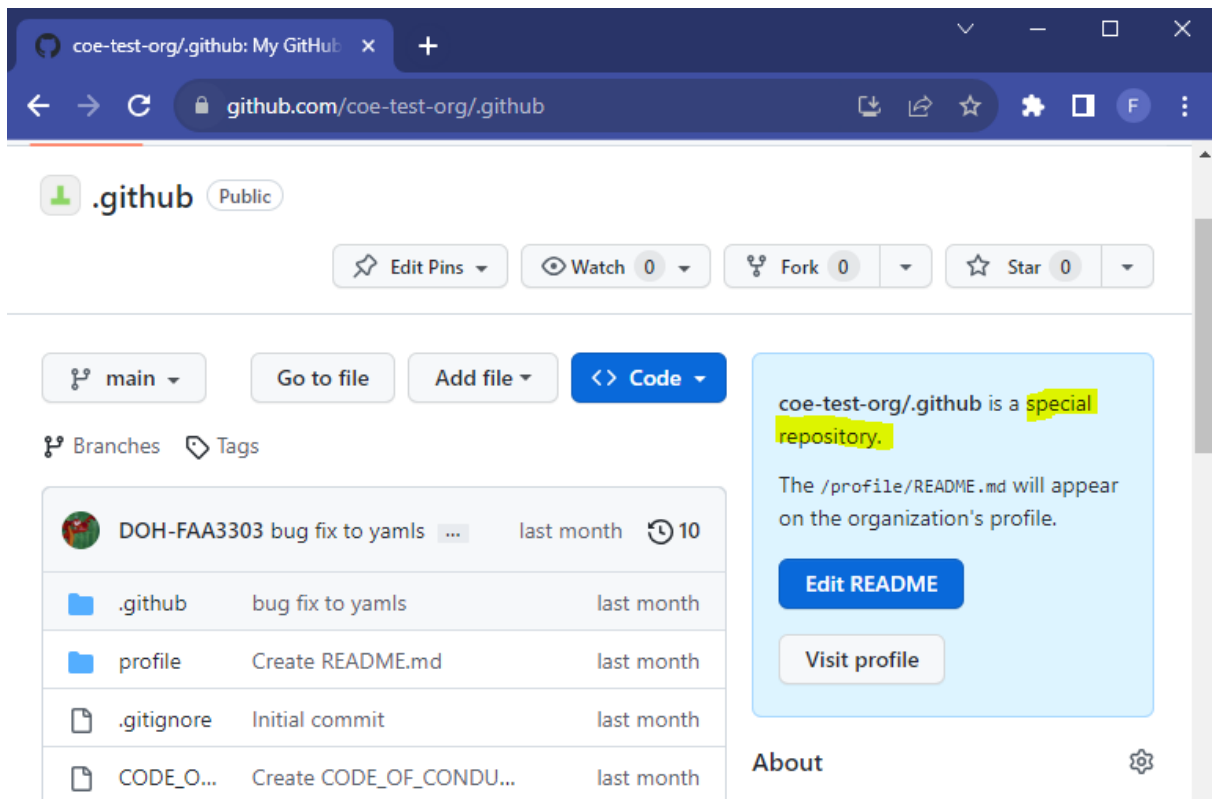 coe-test-org/.github: My GitHub
github.com/coe-test-org/.github
F
.github Public
Edit Pins Watch 0 Fork 0 Star 0
main Go to file Add file Code
Branches Tags
DOH-FAA3303 bug fix to yamls ... last month 10
.github bug fix to yamls last month
profile Create README.md last month
.gitignore Initial commit last month
CODE_O... Create CODE_OF_CONDU... last month
coe-test-org/.github is a special
repository.
The /profile/README.md will appear
on the organization's profile.
Edit README
Visit profile
About